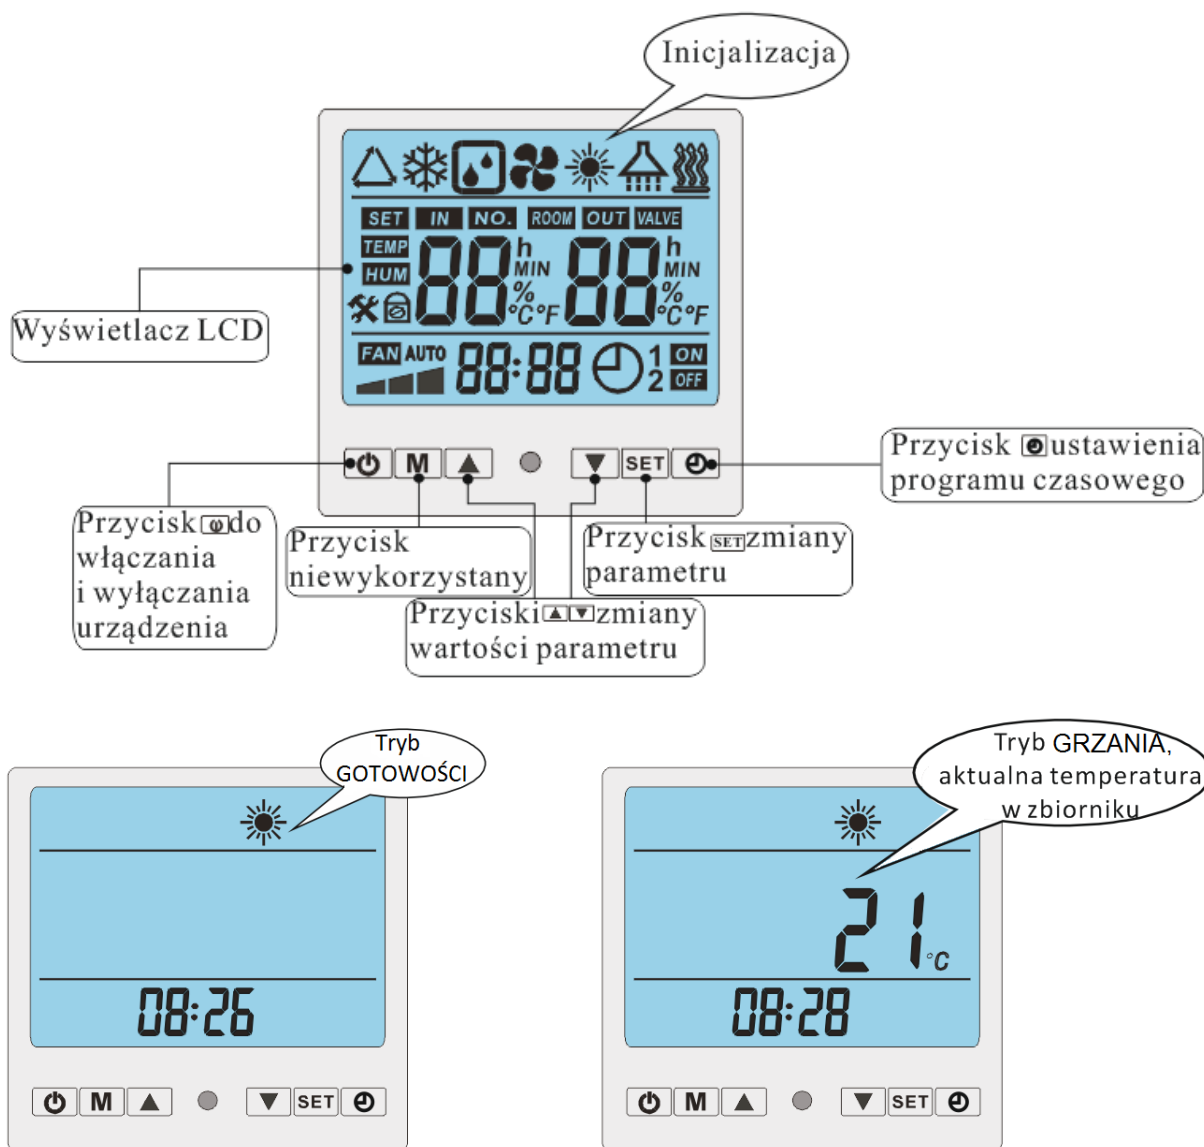 Inicjalizacja
SET IN NO. ROOM OUT VALVE
TEMP
HUM
88 h MIN % °C °F 88 h MIN % °C °F
FAN AUTO 88:88 1 2 ON OFF
Wyświetlacz LCD
M SET
Przycisk ustawienia
programu czasowego
Przycisk do
włączania
i wyłączania
urządzenia
Przycisk
niewykorzystany
Przycisk SET zmiany
parametru
Przyciski zmiany
wartości parametru
Tryb
GOTOWOŚCI
08:26
M SET
Tryb GRZANIA,
aktualna temperatura
w zbiorniku
21 °C
08:28
M SET